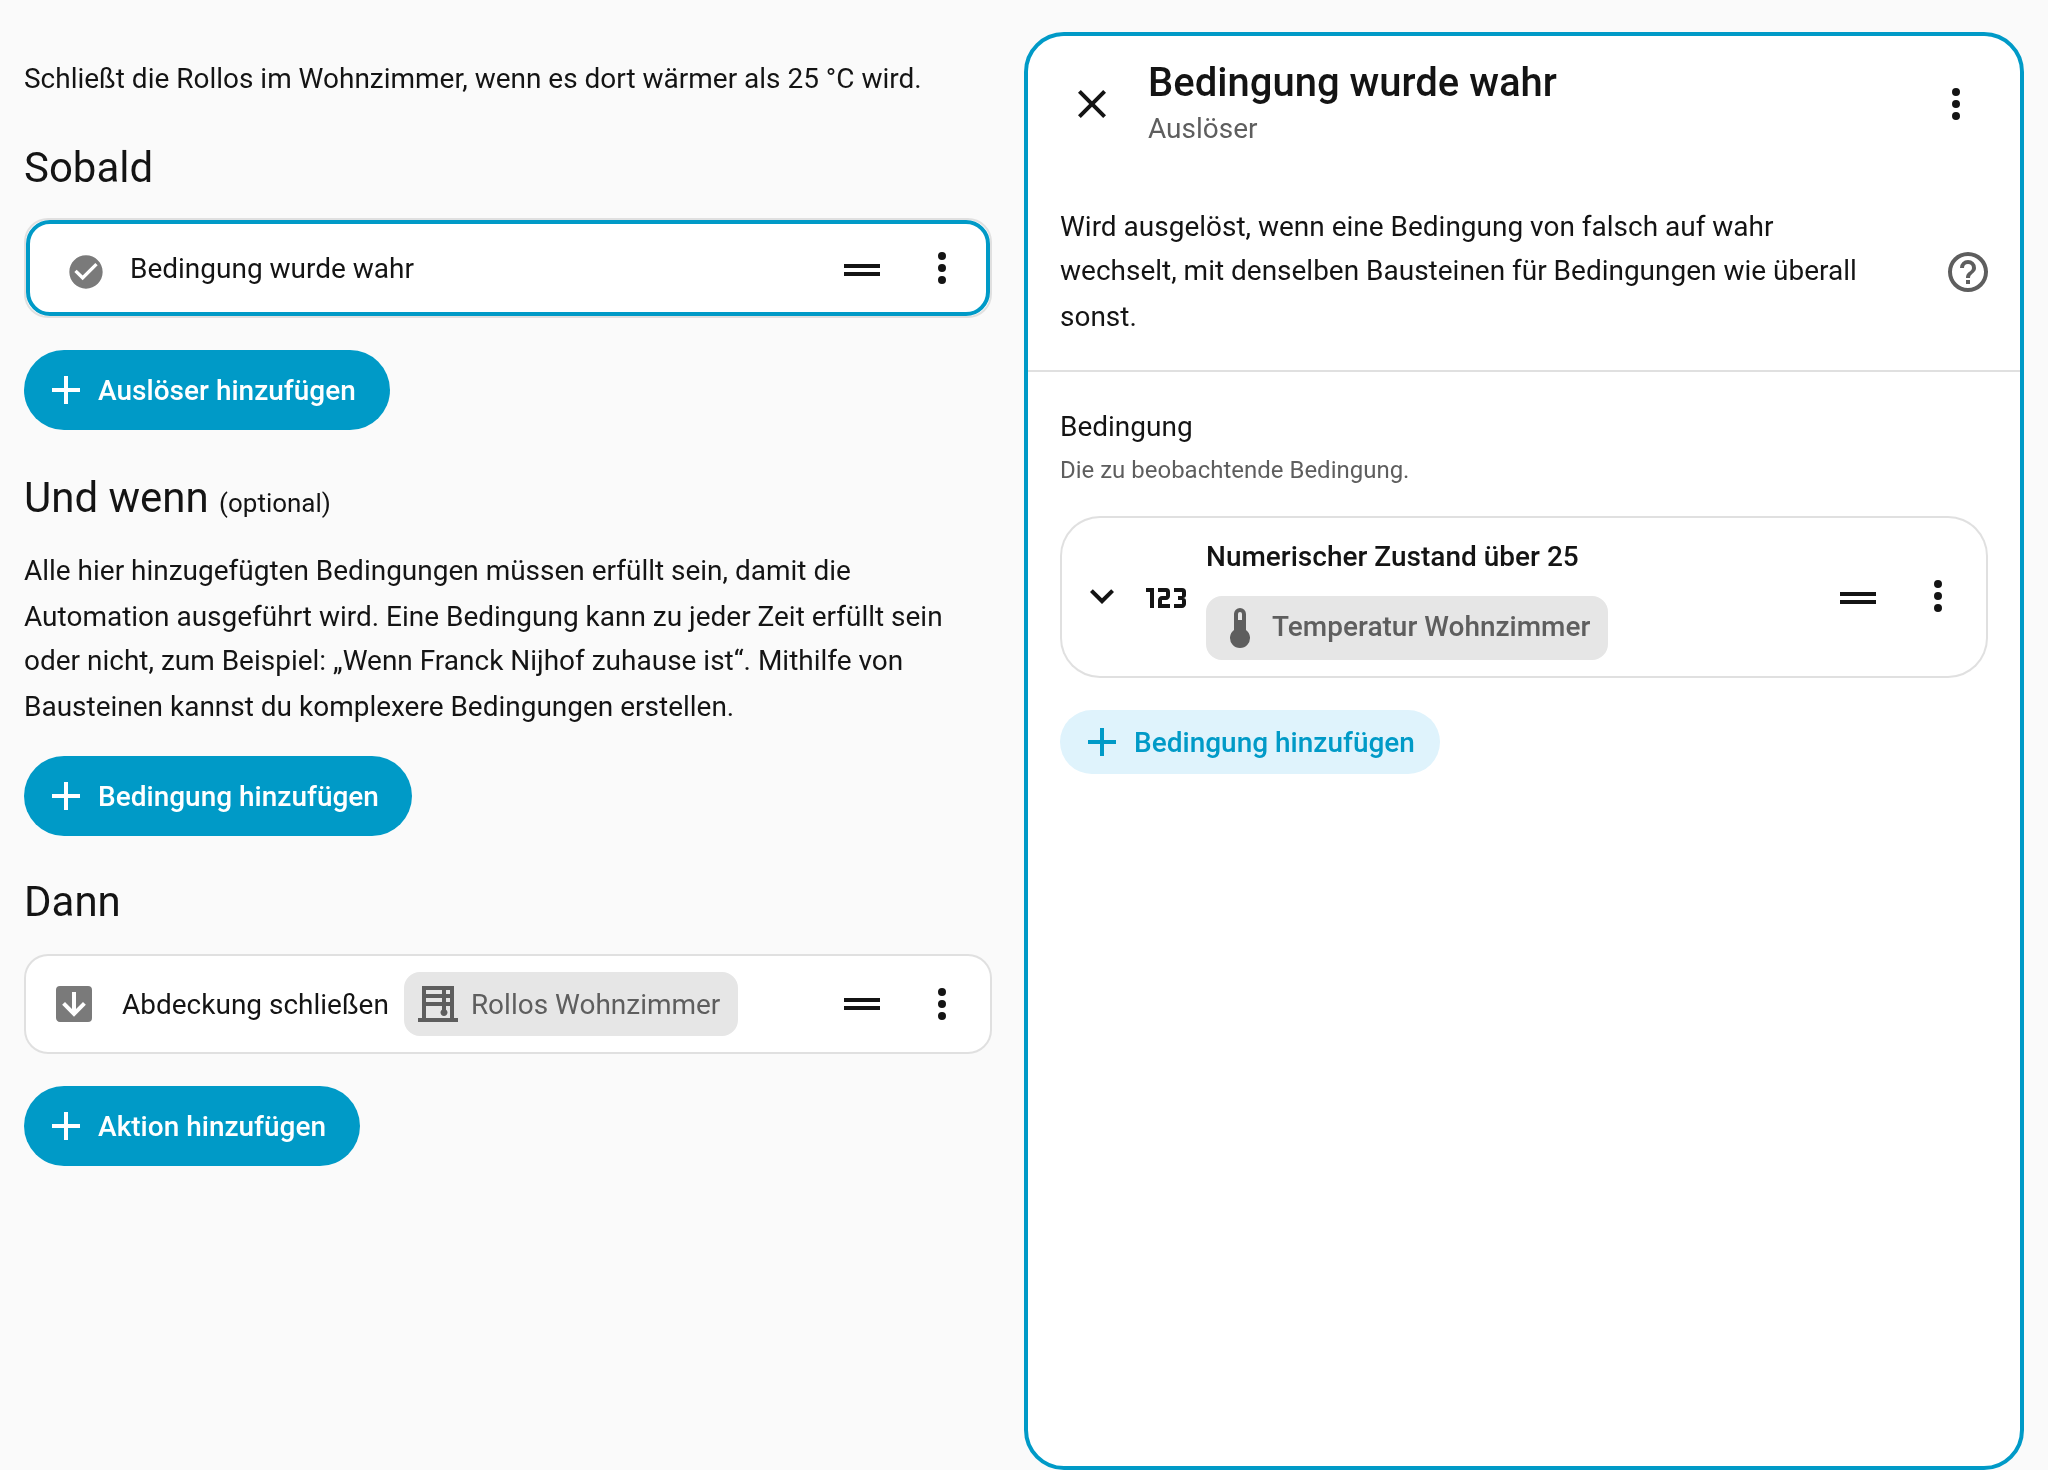 Schließt die Rollos im Wohnzimmer, wenn es dort wärmer als 25 °C wird.
Sobald
Bedingung wurde wahr
Auslöser hinzufügen
Und wenn (optional)
Alle hier hinzugefügten Bedingungen müssen erfüllt sein, damit die
Automation ausgeführt wird. Eine Bedingung kann zu jeder Zeit erfüllt sein
oder nicht, zum Beispiel: „Wenn Franck Nijhof zuhause ist“. Mithilfe von
Bausteinen kannst du komplexere Bedingungen erstellen.
Bedingung hinzufügen
Dann
Abdeckung schließen Rollos Wohnzimmer
Aktion hinzufügen
Bedingung wurde wahr
Auslöser
Wird ausgelöst, wenn eine Bedingung von falsch auf wahr
wechselt, mit denselben Bausteinen für Bedingungen wie überall
sonst.
Bedingung
Die zu beobachtende Bedingung.
Numerischer Zustand über 25
123
Temperatur Wohnzimmer
Bedingung hinzufügen